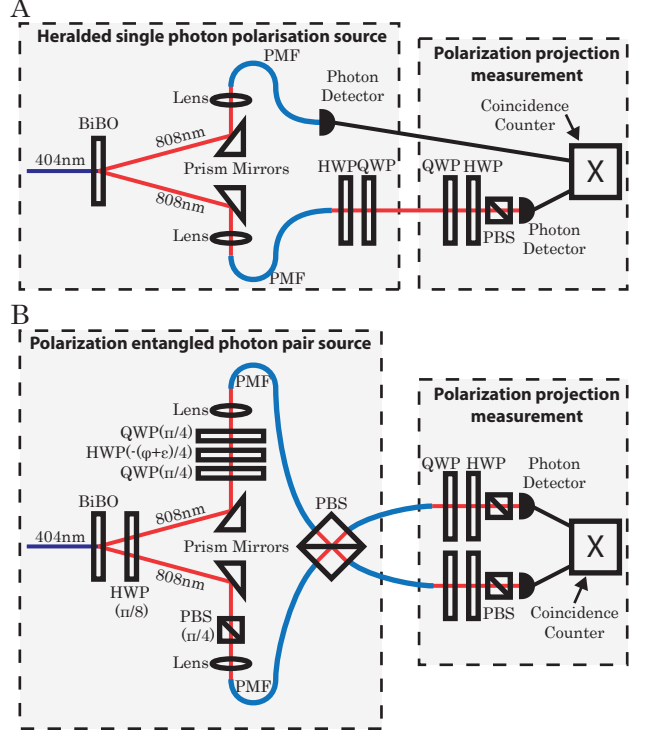 A
Heralded single photon polarisation source
PMF
Polarization projection
measurement
Photon
Detector
Lens
Coincidence
Counter
BiBO
808nm
404nm
Prism Mirrors
HWP QWP
QWP HWP
X
808nm
Lens
PBS
Photon
Detector
PMF
B
Polarization entangled photon pair source
PMF
Polarization projection
measurement
Lens
QWP(π/4)
HWP(-(φ+ε)/4)
QWP(π/4)
QWP HWP
Photon
Detector
BiBO
808nm
PBS
404nm
Prism Mirrors
X
808nm
HWP
(π/8)
PBS
(π/4)
PBS
Coincidence
Counter
Lens
PMF